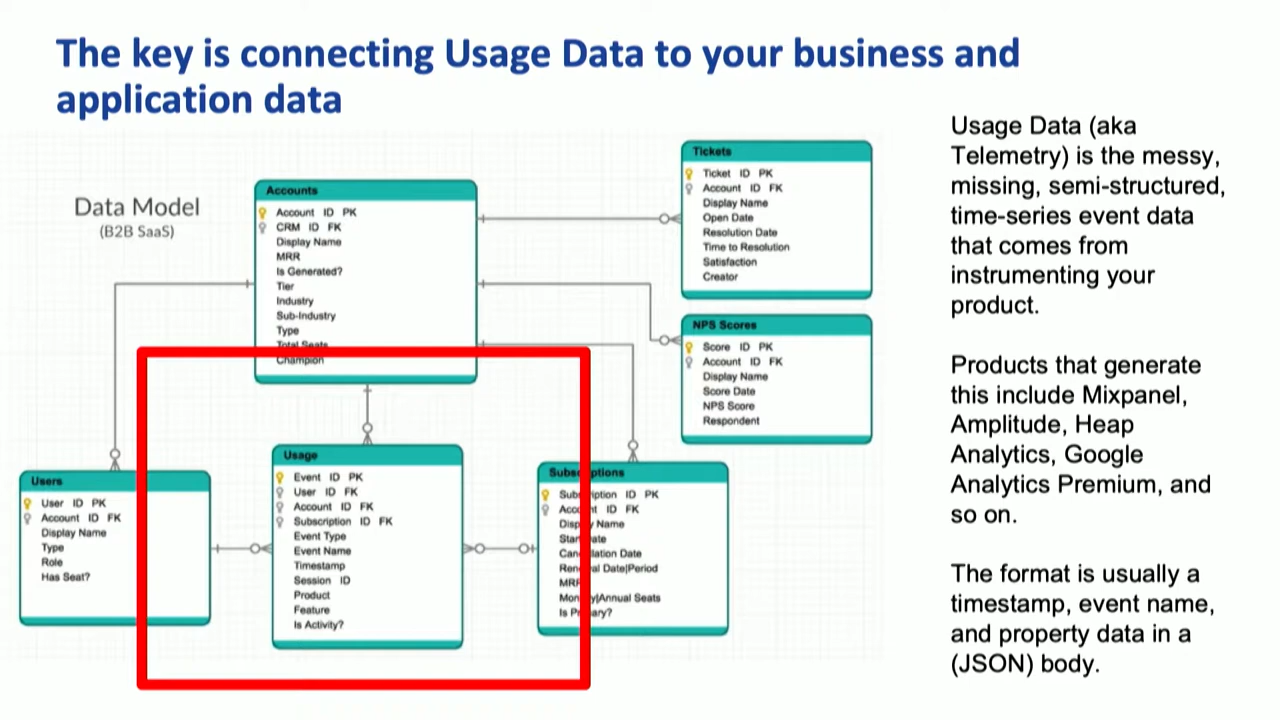 The key is connecting Usage Data to your business and
application data
Data Model
(B2B SaaS)
Accounts
Account ID PK
CRM ID FK
Display Name
MRR
Is Generated?
Tier
Industry
Sub-Industry
Type
Total Seats
Champion
Tickets
Ticket ID PK
Account ID FK
Display Name
Open Date
Resolution Date
Time to Resolution
Satisfaction
Creator
NPS Scores
Score ID PK
Account ID FK
Display Name
Score Date
NPS Score
Respondent
Users
User ID PK
Account ID FK
Display Name
Type
Role
Has Seat?
Usage
Event ID PK
User ID FK
Account ID FK
Subscription ID FK
Event Type
Event Name
Timestamp
Session ID
Product
Feature
Is Activity?
Subscriptions
Subscription ID PK
Account ID FK
Display Name
Start Date
Cancellation Date
Renewal Date|Period
MRR
Monthly|Annual Seats
Is Primary?
Usage Data (aka
Telemetry) is the messy,
missing, semi-structured,
time-series event data
that comes from
instrumenting your
product.
Products that generate
this include Mixpanel,
Amplitude, Heap
Analytics, Google
Analytics Premium, and
so on.
The format is usually a
timestamp, event name,
and property data in a
(JSON) body.